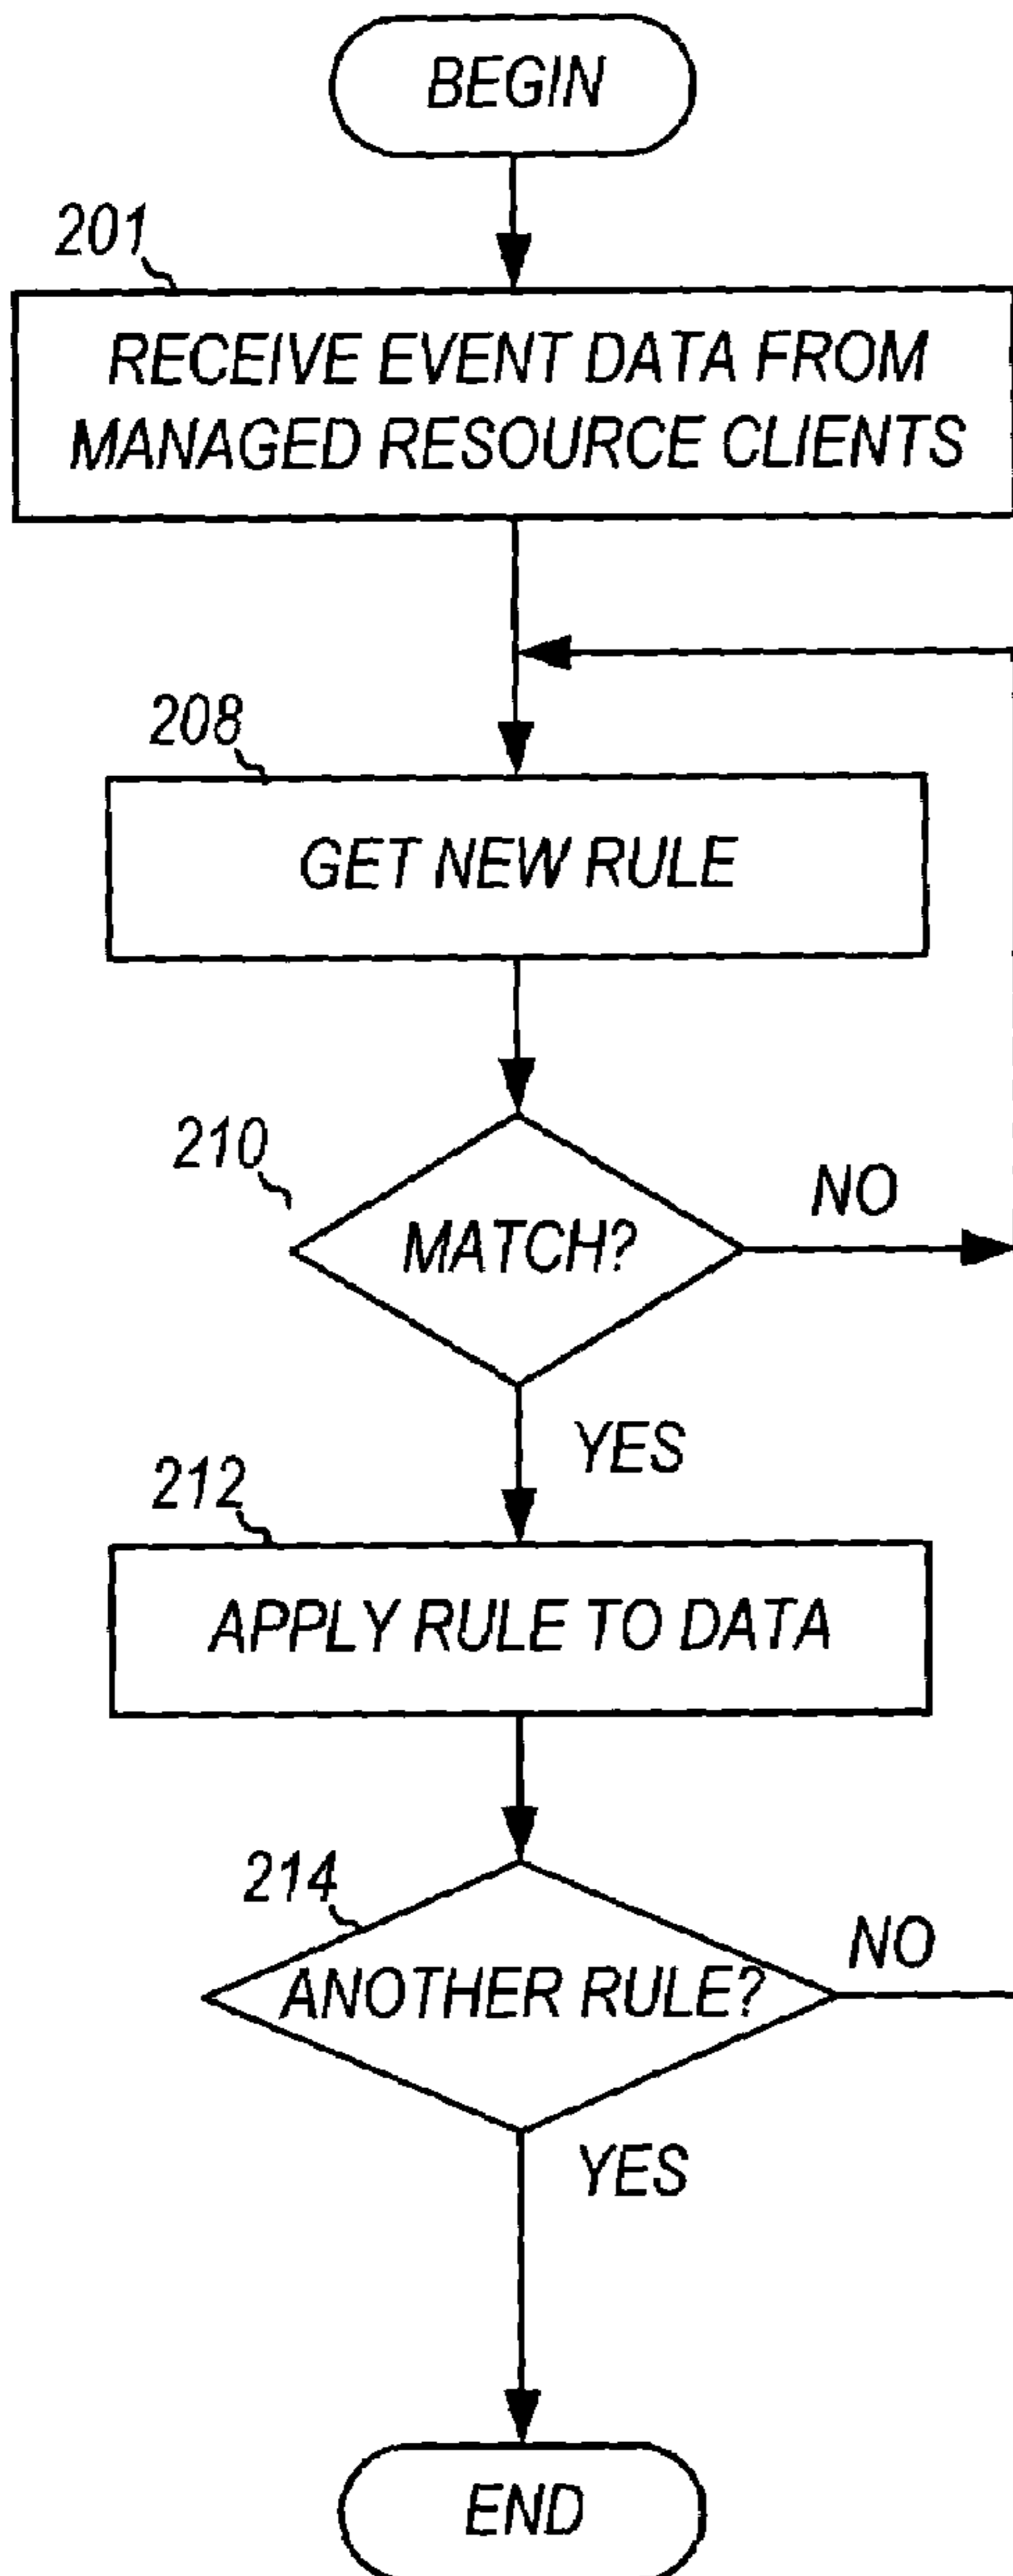 BEGIN
201
RECEIVE EVENT DATA FROM
MANAGED RESOURCE CLIENTS
208
GET NEW RULE
210
MATCH?
NO
YES
212
APPLY RULE TO DATA
214
ANOTHER RULE?
NO
YES
END